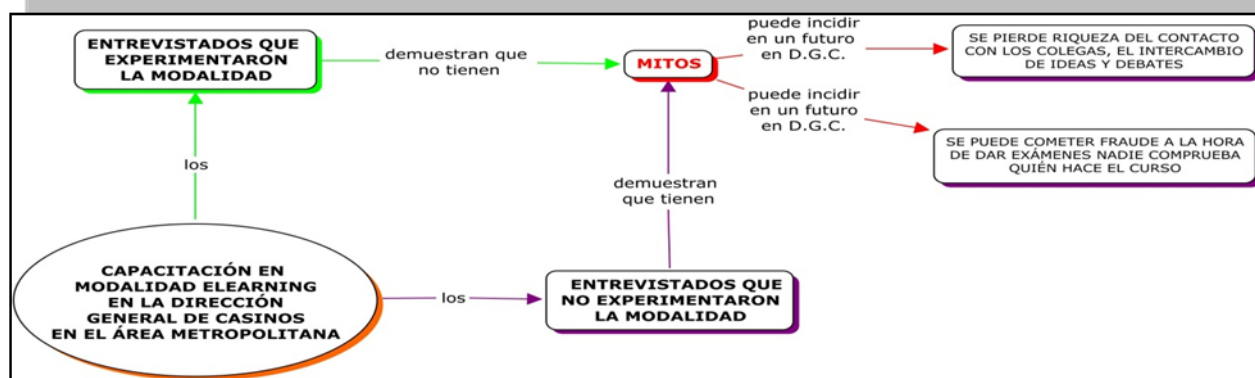 ENTREVISTADOS QUE
EXPERIMENTARON
LA MODALIDAD
demuestran que
no tienen
MITOS
puede incidir
en un futuro
en D.G.C.
SE PIERDE RIQUEZA DEL CONTACTO
CON LOS COLEGAS, EL INTERCAMBIO
DE IDEAS Y DEBATES
puede incidir
en un futuro
en D.G.C.
SE PUEDE COMETER FRAUDE A LA HORA
DE DAR EXÁMENES NADIE COMPRUEBA
QUIÉN HACE EL CURSO
los
demuestran
que tienen
CAPACITACIÓN EN
MODALIDAD ELEARNING
EN LA DIRECCIÓN
GENERAL DE CASINOS
EN EL ÁREA METROPOLITANA
los
ENTREVISTADOS QUE
NO EXPERIMENTARON
LA MODALIDAD